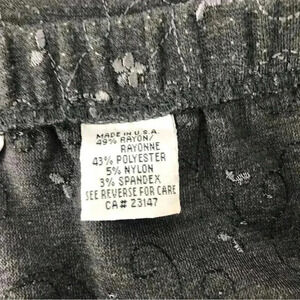 MADE IN U.S.A.
49% RAYON/
RAYONNE
43% POLYESTER
5% NYLON
3% SPANDEX
SEE REVERSE FOR CARE
CA# 23147